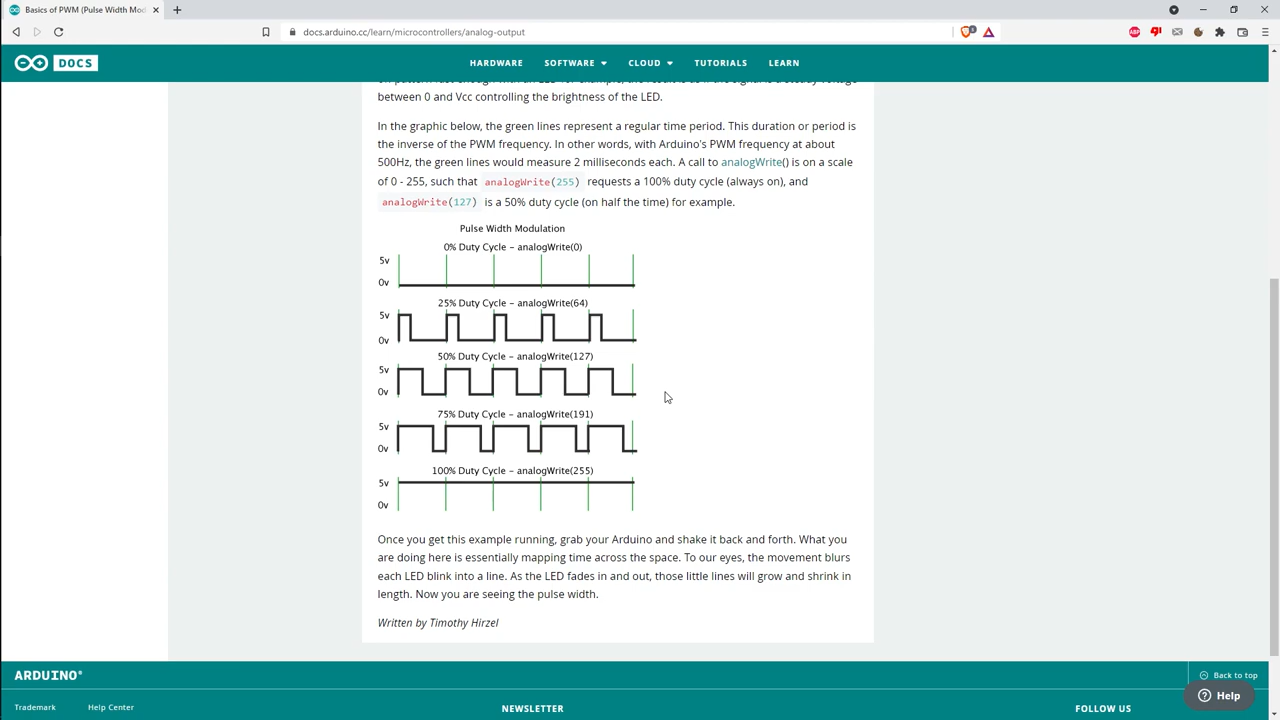 Basics of PWM (Pulse Width Mod
docs.arduino.cc/learn/microcontrollers/analog-output
DOCS
HARDWARE SOFTWARE CLOUD TUTORIALS LEARN
between 0 and Vcc controlling the brightness of the LED.
In the graphic below, the green lines represent a regular time period. This duration or period is
the inverse of the PWM frequency. In other words, with Arduino's PWM frequency at about
500Hz, the green lines would measure 2 milliseconds each. A call to analogWrite() is on a scale
of 0 - 255, such that analogWrite(255) requests a 100% duty cycle (always on), and
analogWrite(127) is a 50% duty cycle (on half the time) for example.
Pulse Width Modulation
0% Duty Cycle – analogWrite(0)
5v
0v
25% Duty Cycle – analogWrite(64)
5v
0v
50% Duty Cycle – analogWrite(127)
5v
0v
75% Duty Cycle – analogWrite(191)
5v
0v
100% Duty Cycle – analogWrite(255)
5v
0v
Once you get this example running, grab your Arduino and shake it back and forth. What you
are doing here is essentially mapping time across the space. To our eyes, the movement blurs
each LED blink into a line. As the LED fades in and out, those little lines will grow and shrink in
length. Now you are seeing the pulse width.
Written by Timothy Hirzel
ARDUINO®
Back to top
Help
Trademark Help Center NEWSLETTER FOLLOW US